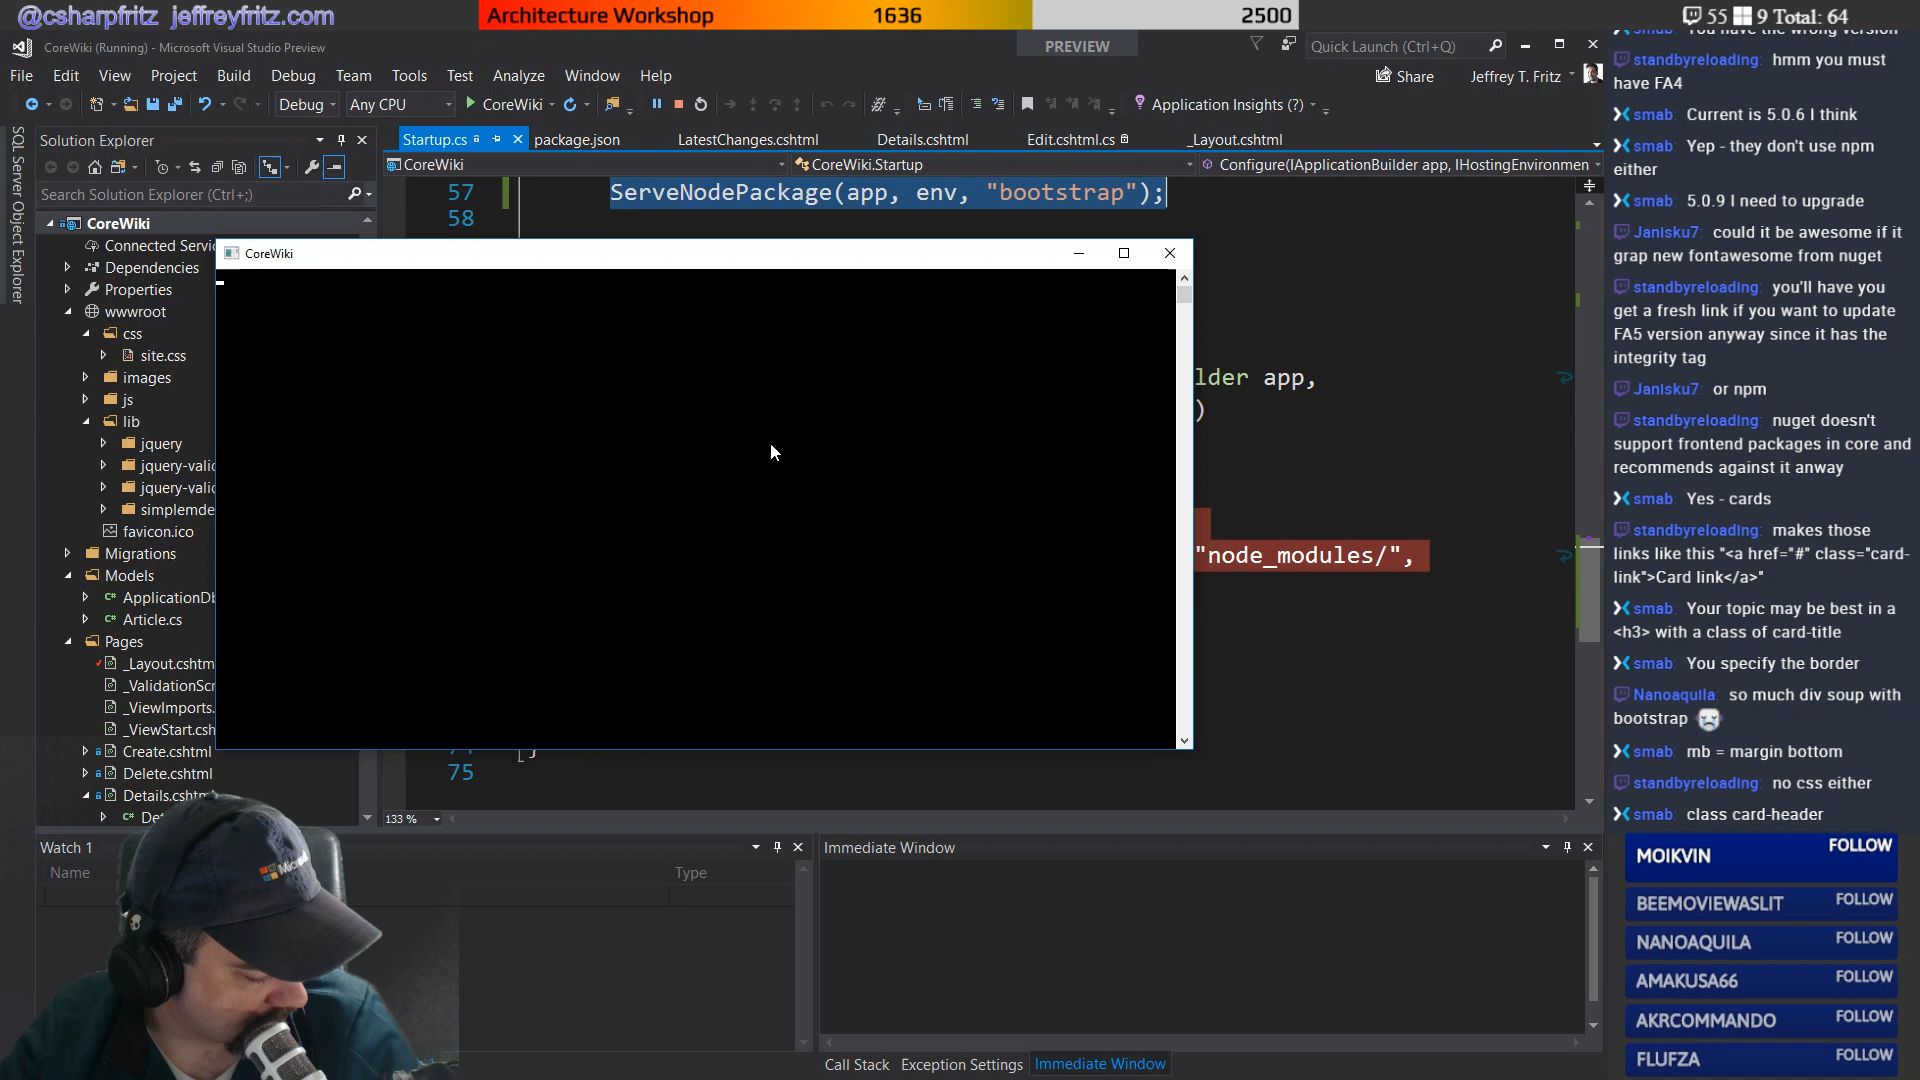 @csharpfritz jeffreyfritz.com
Architecture Workshop 1636 2500
55 9 Total: 64
CoreWiki (Running) - Microsoft Visual Studio Preview
PREVIEW
Quick Launch (Ctrl+Q)
File Edit View Project Build Debug Team Tools Test Analyze Window Help
Share Jeffrey T. Fritz
Debug Any CPU CoreWiki Application Insights (?)
SQL Server Object Explorer
Solution Explorer
Search Solution Explorer (Ctrl+;)
CoreWiki
Connected Servi
Dependencies
Properties
wwwroot
css
site.css
images
js
lib
jquery
jquery-valid
jquery-valid
simplemde
favicon.ico
Migrations
Models
ApplicationDb
Article.cs
Pages
_Layout.cshtm
_ValidationScr
_ViewImports.
_ViewStart.csh
Create.cshtml
Delete.cshtml
Details.cshtm
De
Startup.cs package.json LatestChanges.cshtml Details.cshtml Edit.cshtml.cs _Layout.cshtml
CoreWiki CoreWiki.Startup Configure(IApplicationBuilder app, IHostingEnvironmen
57 ServeNodePackage(app, env, "bootstrap");
58
CoreWiki
lder app,
)
"node_modules/",
}
75
133 %
Watch 1
Name Type
Immediate Window
Call Stack Exception Settings Immediate Window
smab: You have the wrong version
standbyreloading: hmm you must
have FA4
smab: Current is 5.0.6 I think
smab: Yep - they don't use npm
either
smab: 5.0.9 I need to upgrade
Janisku7: could it be awesome if it
grap new fontawesome from nuget
standbyreloading: you'll have you
get a fresh link if you want to update
FA5 version anyway since it has the
integrity tag
Janisku7: or npm
standbyreloading: nuget doesn't
support frontend packages in core and
recommends against it anway
smab: Yes - cards
standbyreloading: makes those
links like this "<a href="#" class="card-
link">Card link</a>"
smab: Your topic may be best in a
<h3> with a class of card-title
smab: You specify the border
Nanoaquila: so much div soup with
bootstrap
smab: mb = margin bottom
standbyreloading: no css either
smab: class card-header
MOIKVIN FOLLOW
BEEMOVIEWASLIT FOLLOW
NANOAQUILA FOLLOW
AMAKUSA66 FOLLOW
AKRCOMMANDO FOLLOW
FLUFZA FOLLOW